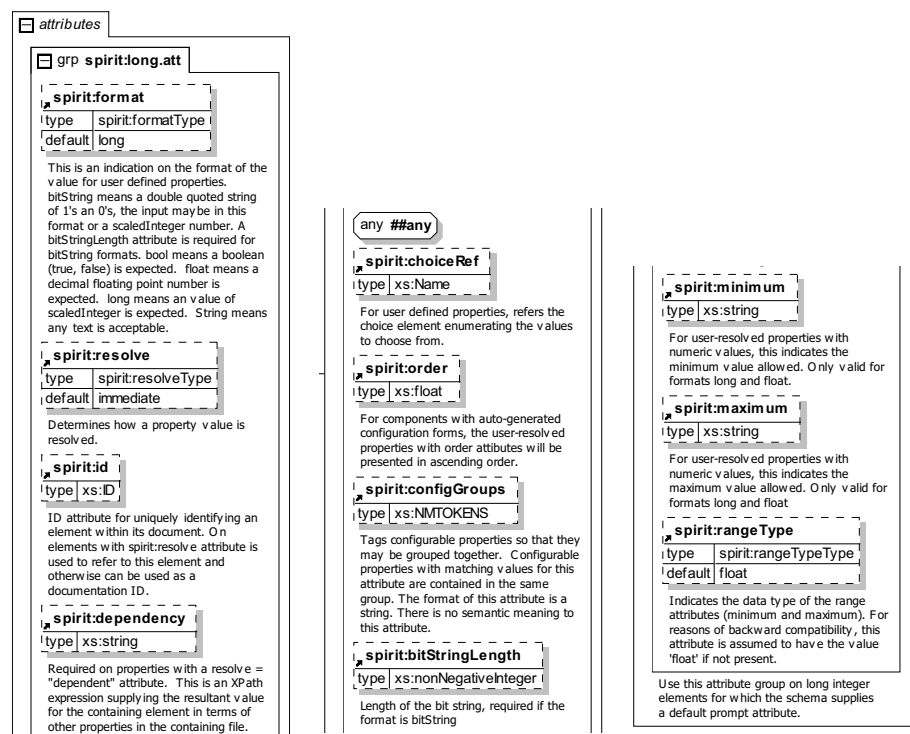 attributes
grp spirit:long.att
spirit:format
type spirit:formatType
default long
This is an indication on the format of the
value for user defined properties.
bitString means a double quoted string
of 1's an 0's, the input may be in this
format or a scaledInteger number. A
bitStringLength attribute is required for
bitString formats. bool means a boolean
(true, false) is expected. float means a
decimal floating point number is
expected. long means an value of
scaledInteger is expected. String means
any text is acceptable.
spirit:resolve
type spirit:resolveType
default immediate
Determines how a property value is
resolved.
spirit:id
type xs:ID
ID attribute for uniquely identifying an
element within its document. On
elements with spirit:resolve attribute is
used to refer to this element and
otherwise can be used as a
documentation ID.
spirit:dependency
type xs:string
Required on properties with a resolve =
"dependent" attribute. This is an XPath
expression supplying the resultant value
for the containing element in terms of
other properties in the containing file.
any ##any
spirit:choiceRef
type xs:Name
For user defined properties, refers the
choice element enumerating the values
to choose from.
spirit:order
type xs:float
For components with auto-generated
configuration forms, the user-resolved
properties with order attibutes will be
presented in ascending order.
spirit:configGroups
type xs:NMTOKENS
Tags configurable properties so that they
may be grouped together. Configurable
properties with matching values for this
attribute are contained in the same
group. The format of this attribute is a
string. There is no semantic meaning to
this attribute.
spirit:bitStringLength
type xs:nonNegativeInteger
Length of the bit string, required if the
format is bitString
spirit:minimum
type xs:string
For user-resolved properties with
numeric values, this indicates the
minimum value allowed. Only valid for
formats long and float.
spirit:maximum
type xs:string
For user-resolved properties with
numeric values, this indicates the
maximum value allowed. Only valid for
formats long and float
spirit:rangeType
type spirit:rangeTypeType
default float
Indicates the data type of the range
attributes (minimum and maximum). For
reasons of backward compatibility, this
attribute is assumed to have the value
'float' if not present.
Use this attribute group on long integer
elements for which the schema supplies
a default prompt attribute.